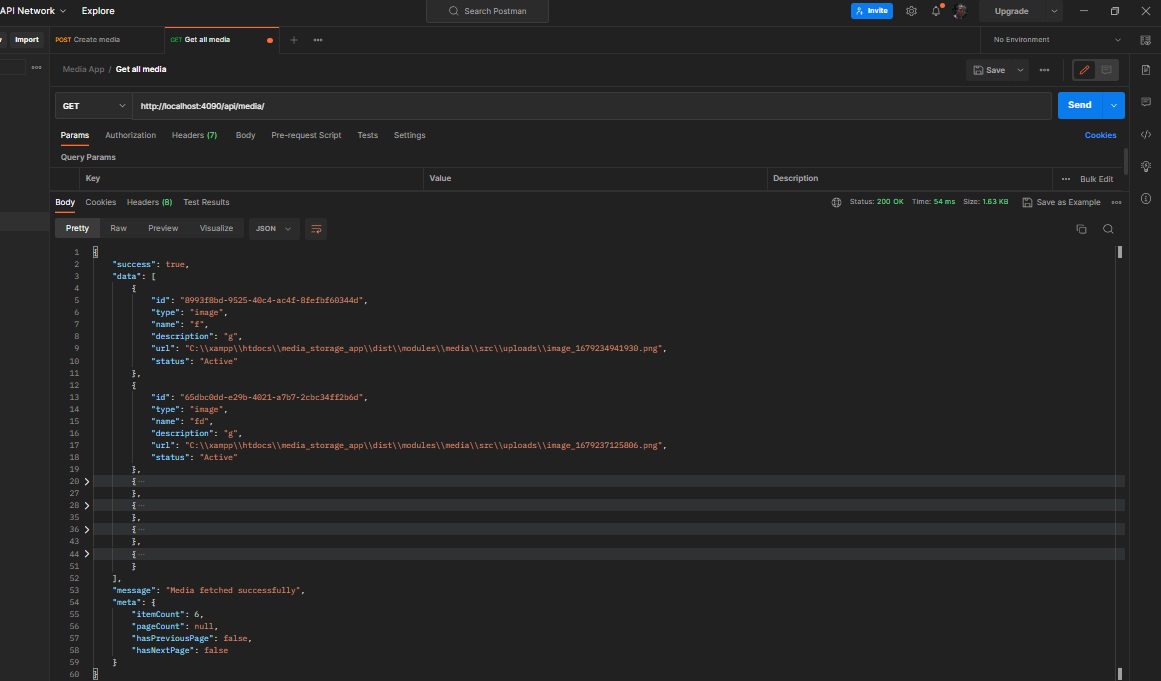 API Network
Explore
Search Postman
Invite
Upgrade
Import
POST Create media
GET Get all media
No Environment
Media App / Get all media
Save
GET
http://localhost:4090/api/media/
Send
Params Authorization Headers (7) Body Pre-request Script Tests Settings
Cookies
Query Params
Key Value Description Bulk Edit
Body Cookies Headers (8) Test Results
Status: 200 OK Time: 54 ms Size: 1.63 KB Save as Example
Pretty Raw Preview Visualize JSON
1 {
2 "success": true,
3 "data": [
4 {
5 "id": "8993f8bd-9525-40c4-ac4f-8fefbf60344d",
6 "type": "image",
7 "name": "f",
8 "description": "g",
9 "url": "C:\\xampp\\htdocs\\media_storage_app\\dist\\modules\\media\\src\\uploads\\image_1679234941930.png",
10 "status": "Active"
11 },
12 {
13 "id": "65dbc0dd-e29b-4021-a7b7-2cbc34ff2b6d",
14 "type": "image",
15 "name": "fd",
16 "description": "g",
17 "url": "C:\\xampp\\htdocs\\media_storage_app\\dist\\modules\\media\\src\\uploads\\image_1679237125806.png",
18 "status": "Active"
19 },
20 {
27 },
28 {
35 },
36 {
43 },
44 {
51 }
52 ],
53 "message": "Media fetched successfully",
54 "meta": {
55 "itemCount": 6,
56 "pageCount": null,
57 "hasPreviousPage": false,
58 "hasNextPage": false
59 }
60 }